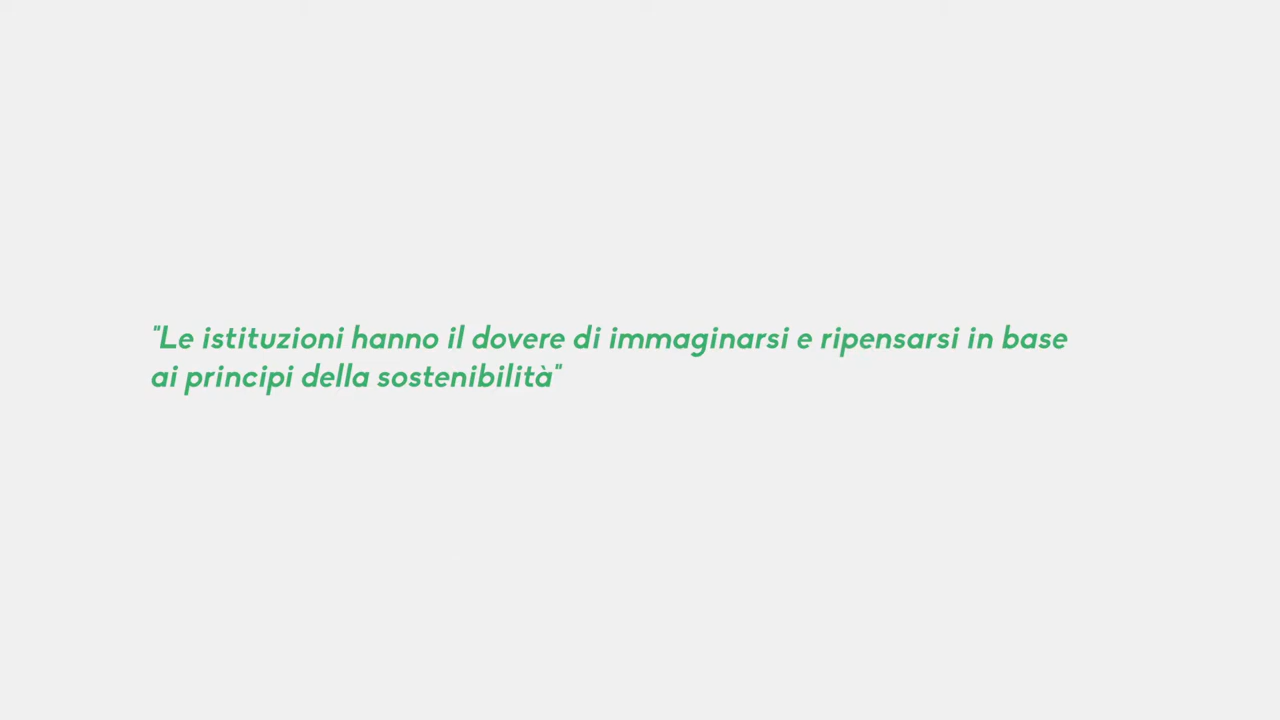 "Le istituzioni hanno il dovere di immaginarsi e ripensarsi in base
ai principi della sostenibilità"